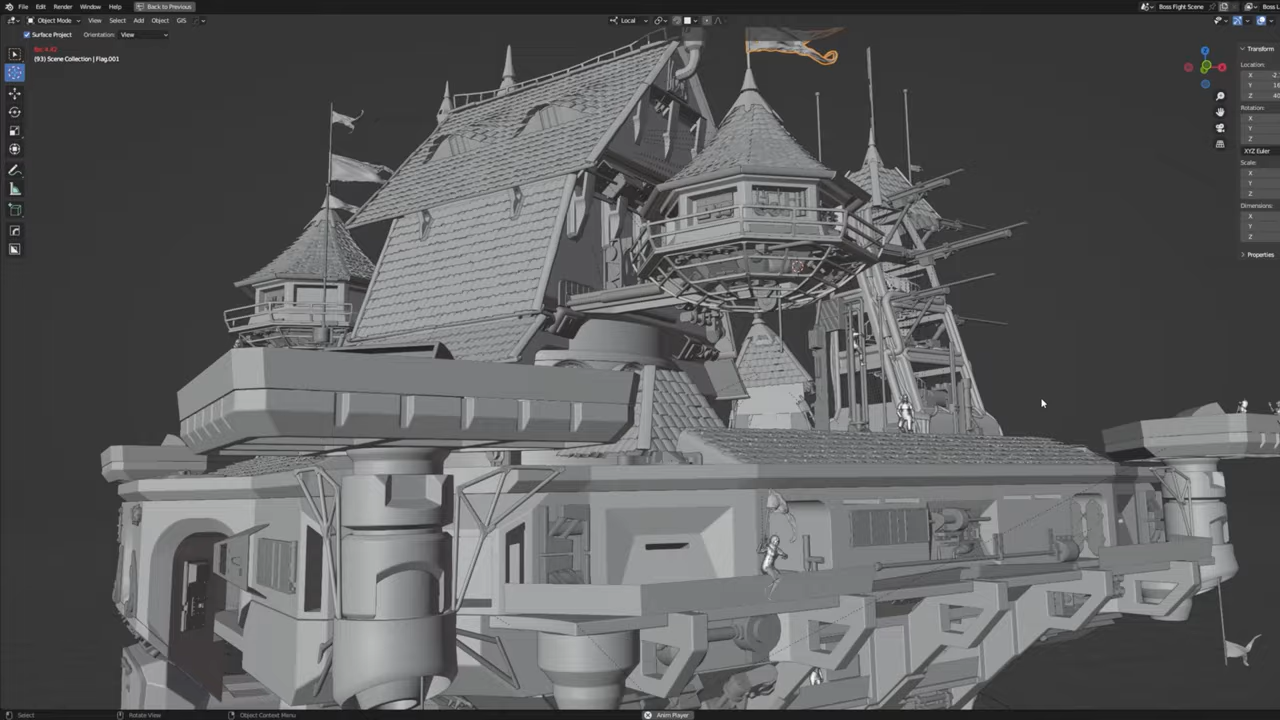 File Edit Render Window Help Back to Previous Boss Fight Scene Boss
Object Mode View Select Add Object GIS Local
Surface Project Orientation: View
(93) Scene Collection | Flag.001
Transform
Location:
X
Y
Z
Rotation:
X
Y
Z
XYZ Euler
Scale:
X
Y
Z
Dimensions:
X
Y
Z
Properties
Select Rotate View Object Context Menu Anim Player